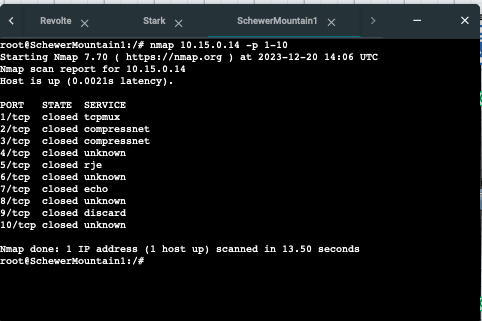 Revolte Stark SchewerMountain1
root@SchewerMountain1:/# nmap 10.15.0.14 -p 1-10
Starting Nmap 7.70 ( https://nmap.org ) at 2023-12-20 14:06 UTC
Nmap scan report for 10.15.0.14
Host is up (0.0021s latency).
PORT STATE SERVICE
1/tcp closed tcpmux
2/tcp closed compressnet
3/tcp closed compressnet
4/tcp closed unknown
5/tcp closed rje
6/tcp closed unknown
7/tcp closed echo
8/tcp closed unknown
9/tcp closed discard
10/tcp closed unknown
Nmap done: 1 IP address (1 host up) scanned in 13.50 seconds
root@SchewerMountain1:/#